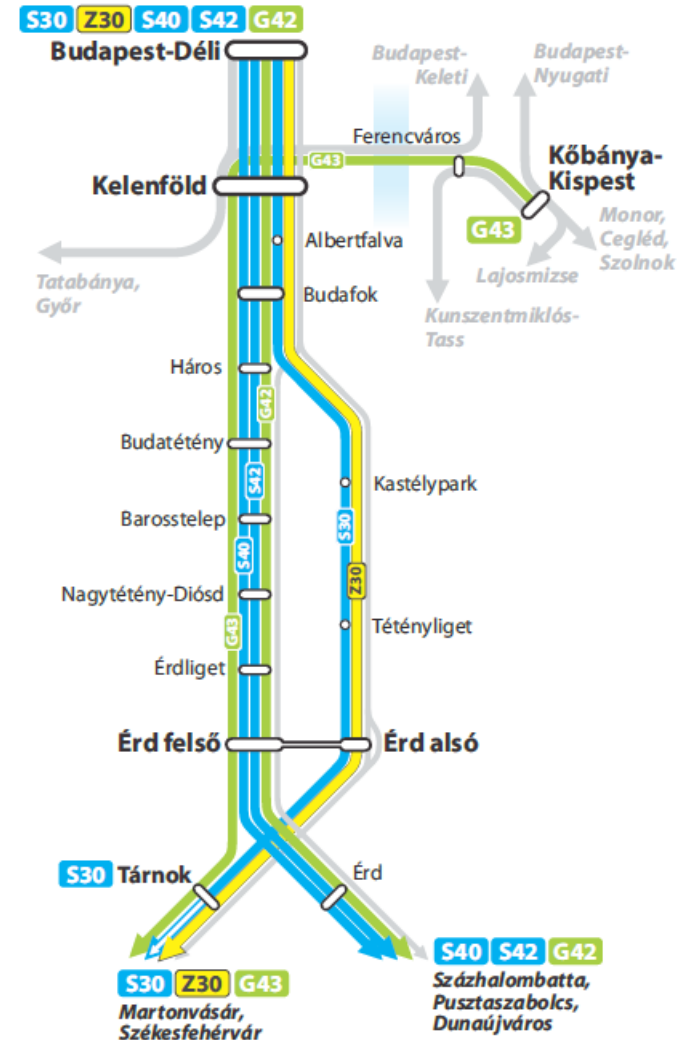 S30 Z30 S40 S42 G42
Budapest-Déli
Budapest-
Keleti
Budapest-
Nyugati
Ferencváros
G43
Kőbánya-
Kispest
Kelenföld
G43
Monor,
Cegléd,
Szolnok
Albertfalva
Lajosmizse
Tatabánya,
Győr
Budafok
Kunszentmiklós-
Tass
Háros
G42
Budatétény
S42
Kastélypark
Barosstelep
S30
S40
Z30
Nagytétény-Diósd
G43
Tétényliget
Érdliget
Érd felső
Érd alsó
S30 Tárnok
Érd
S30 Z30 G43
Martonvásár,
Székesfehérvár
S40 S42 G42
Százhalombatta,
Pusztaszabolcs,
Dunaújváros